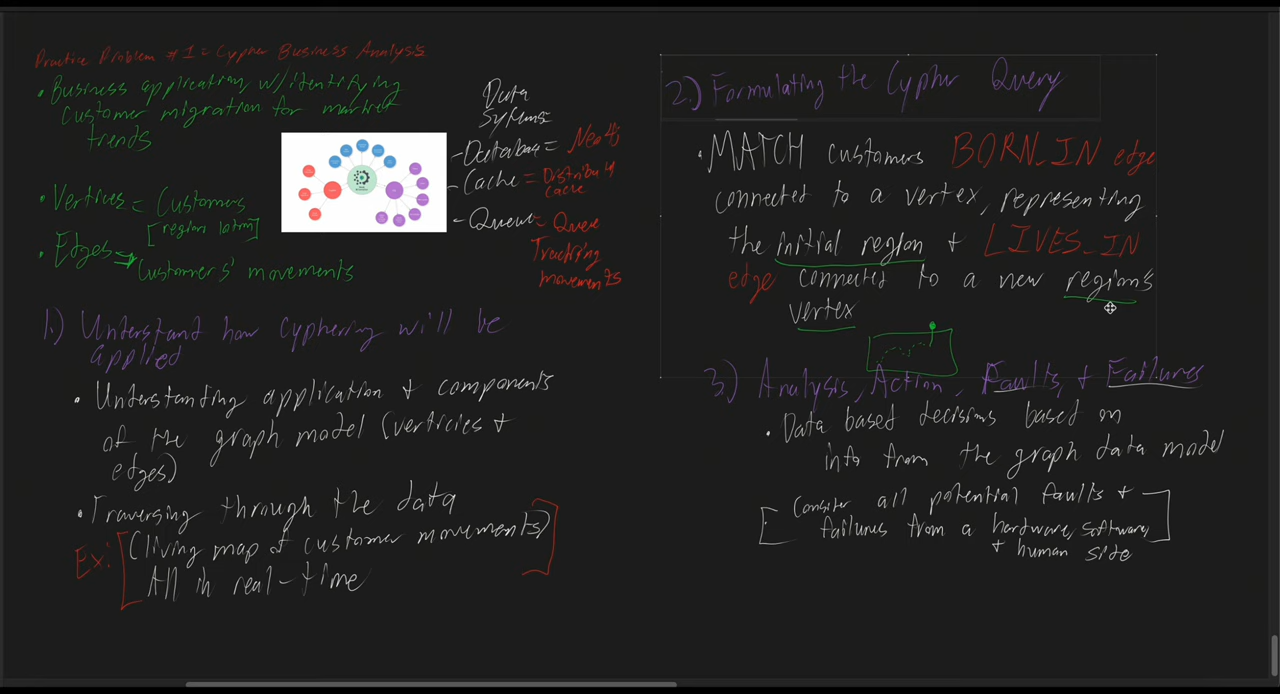 Practice Problem #1 = Cypher Business Analysis
• Business application w/identifying
customer migration for market
trends
• Vertices = Customers
[region latin]
• Edges → Customers' movements
Data
Systems
- Database = Neo4j
- Cache = Distributed
Cache
- Queue = Queue
Tracking
movements
1.) Understand how cyphering will be
applied
• Understanding application + components
of the graph model (verticies +
edges)
• Traversing through the data
Ex: [(living map of customer movements)
All in real-time]
2.) Formulating the Cypher Query
• MATCH customers BORN_IN edge
connected to a vertex, representing
the initial region + LIVES_IN
edge connected to a new region's
vertex
3.) Analysis, Action, Faults, + Failures
• Data based decisions based on
info from the graph data model
[• Consider all potential faults +
failures from a hardware, software,
+ human side]